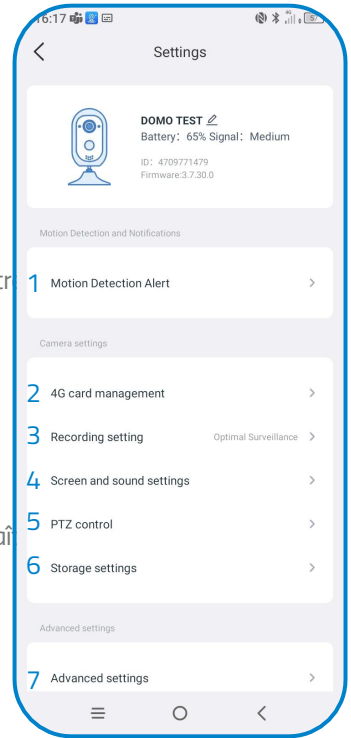 6:17
Settings
DOMO TEST
Battery: 65% Signal: Medium
ID: 4709771479
Firmware:3.7.30.0
Motion Detection and Notifications
1 Motion Detection Alert
Camera settings
2 4G card management
3 Recording setting Optimal Surveillance
4 Screen and sound settings
5 PTZ control
6 Storage settings
Advanced settings
7 Advanced settings